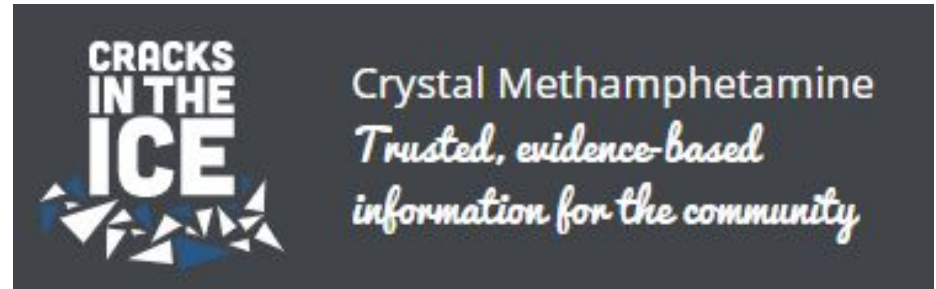 CRACKS
IN THE
ICE
Crystal Methamphetamine
Trusted, evidence-based
information for the community